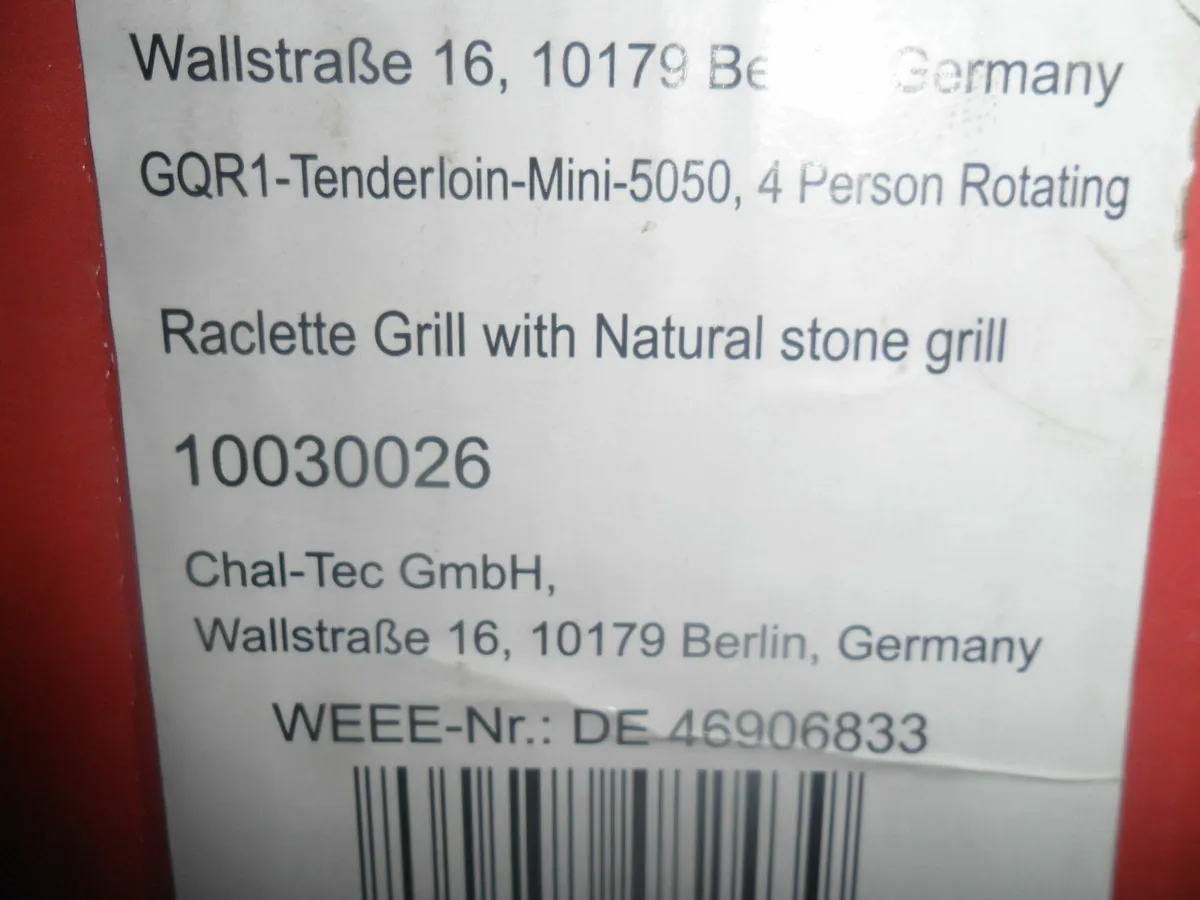 Wallstraße 16, 10179 Be Germany
GQR1-Tenderloin-Mini-5050, 4 Person Rotating
Raclette Grill with Natural stone grill
10030026
Chal-Tec GmbH,
Wallstraße 16, 10179 Berlin, Germany
WEEE-Nr.: DE 46906833